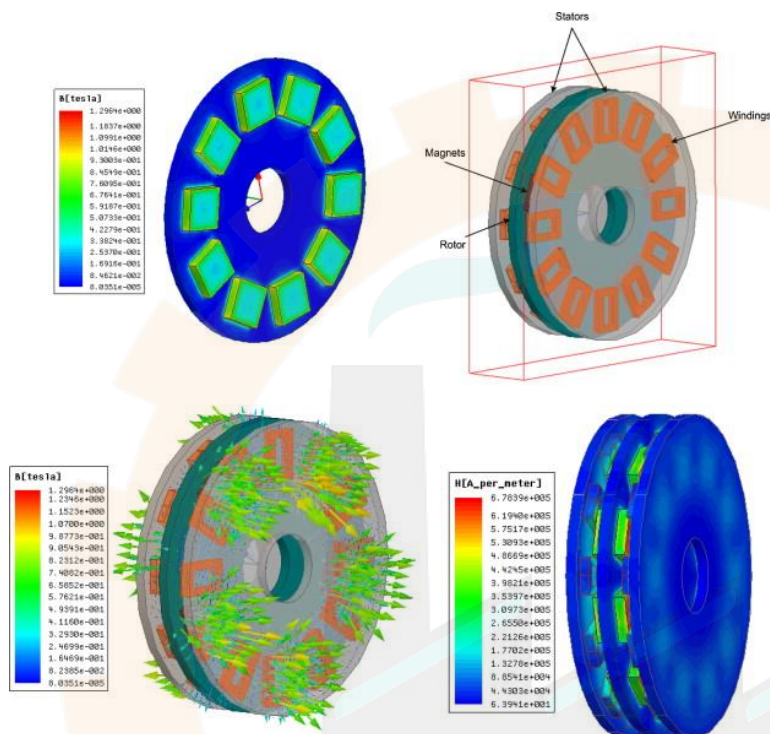 B[tesla]
1.2964e+000
1.1837e+000
1.0991e+000
1.0146e+000
9.3003e-001
8.4549e-001
7.6095e-001
6.7641e-001
5.9187e-001
5.0733e-001
4.2279e-001
3.3824e-001
2.5370e-001
1.6916e-001
8.4621e-002
8.0351e-005
Stators
Windings
Magnets
Rotor
B[tesla]
1.2964e+000
1.2346e+000
1.1523e+000
1.0700e+000
9.8773e-001
9.0543e-001
8.2312e-001
7.4082e-001
6.5852e-001
5.7621e-001
4.9391e-001
4.1160e-001
3.2930e-001
2.4699e-001
1.6469e-001
8.2385e-002
8.0351e-005
H[A_per_meter]
6.7839e+005
6.1940e+005
5.7517e+005
5.3093e+005
4.8669e+005
4.4245e+005
3.9821e+005
3.5397e+005
3.0973e+005
2.6550e+005
2.2126e+005
1.7702e+005
1.3278e+005
8.8541e+004
4.4303e+004
6.3941e+001